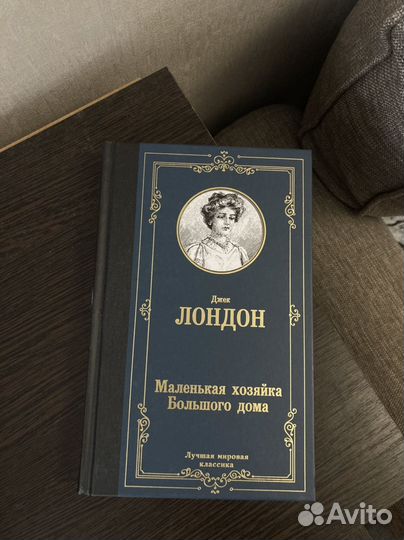 Джек
ЛОНДОН
Маленькая хозяйка
Большого дома
Лучшая мировая
классика
Avito